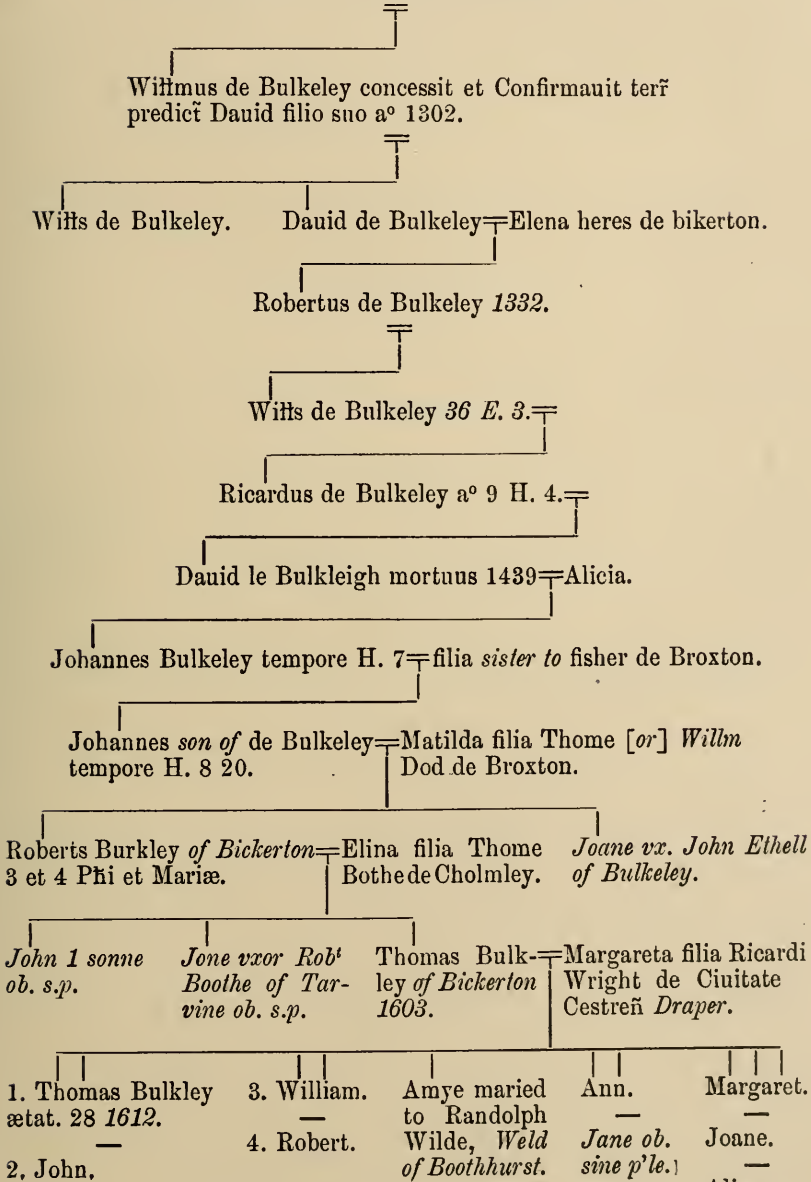 Wiłłmus de Bulkeley concessit et Confirmauit terr̃
predict̃ Dauid filio suo aº 1302.
Wiłłs de Bulkeley. Dauid de Bulkeley=Elena heres de bikerton.
Robertus de Bulkeley 1332.
Wiłłs de Bulkeley 36 E. 3.=
Ricardus de Bulkeley aº 9 H. 4.=
Dauid le Bulkleigh mortuus 1439=Alicia.
Johannes Bulkeley tempore H. 7=filia sister to fisher de Broxton.
Johannes son of de Bulkeley=Matilda filia Thome [or] Willm
tempore H. 8 20. Dod de Broxton.
Roberts Burkley of Bickerton=Elina filia Thome Joane vx. John Ethell
3 et 4 Pħi et Mariæ. Bothe de Cholmley. of Bulkeley.
John 1 sonne Jone vxor Robᵗ Thomas Bulk-=Margareta filia Ricardi
ob. s.p. Boothe of Tar- ley of Bickerton Wright de Ciuitate
vine ob. s.p. 1603. Cestreñ Draper.
1. Thomas Bulkley 3. William. Amye maried Ann. Margaret.
ætat. 28 1612. — to Randolph — —
— 4. Robert. Wilde, Weld Jane ob. Joane.
2, John, of Boothhurst. sine p'le.] —